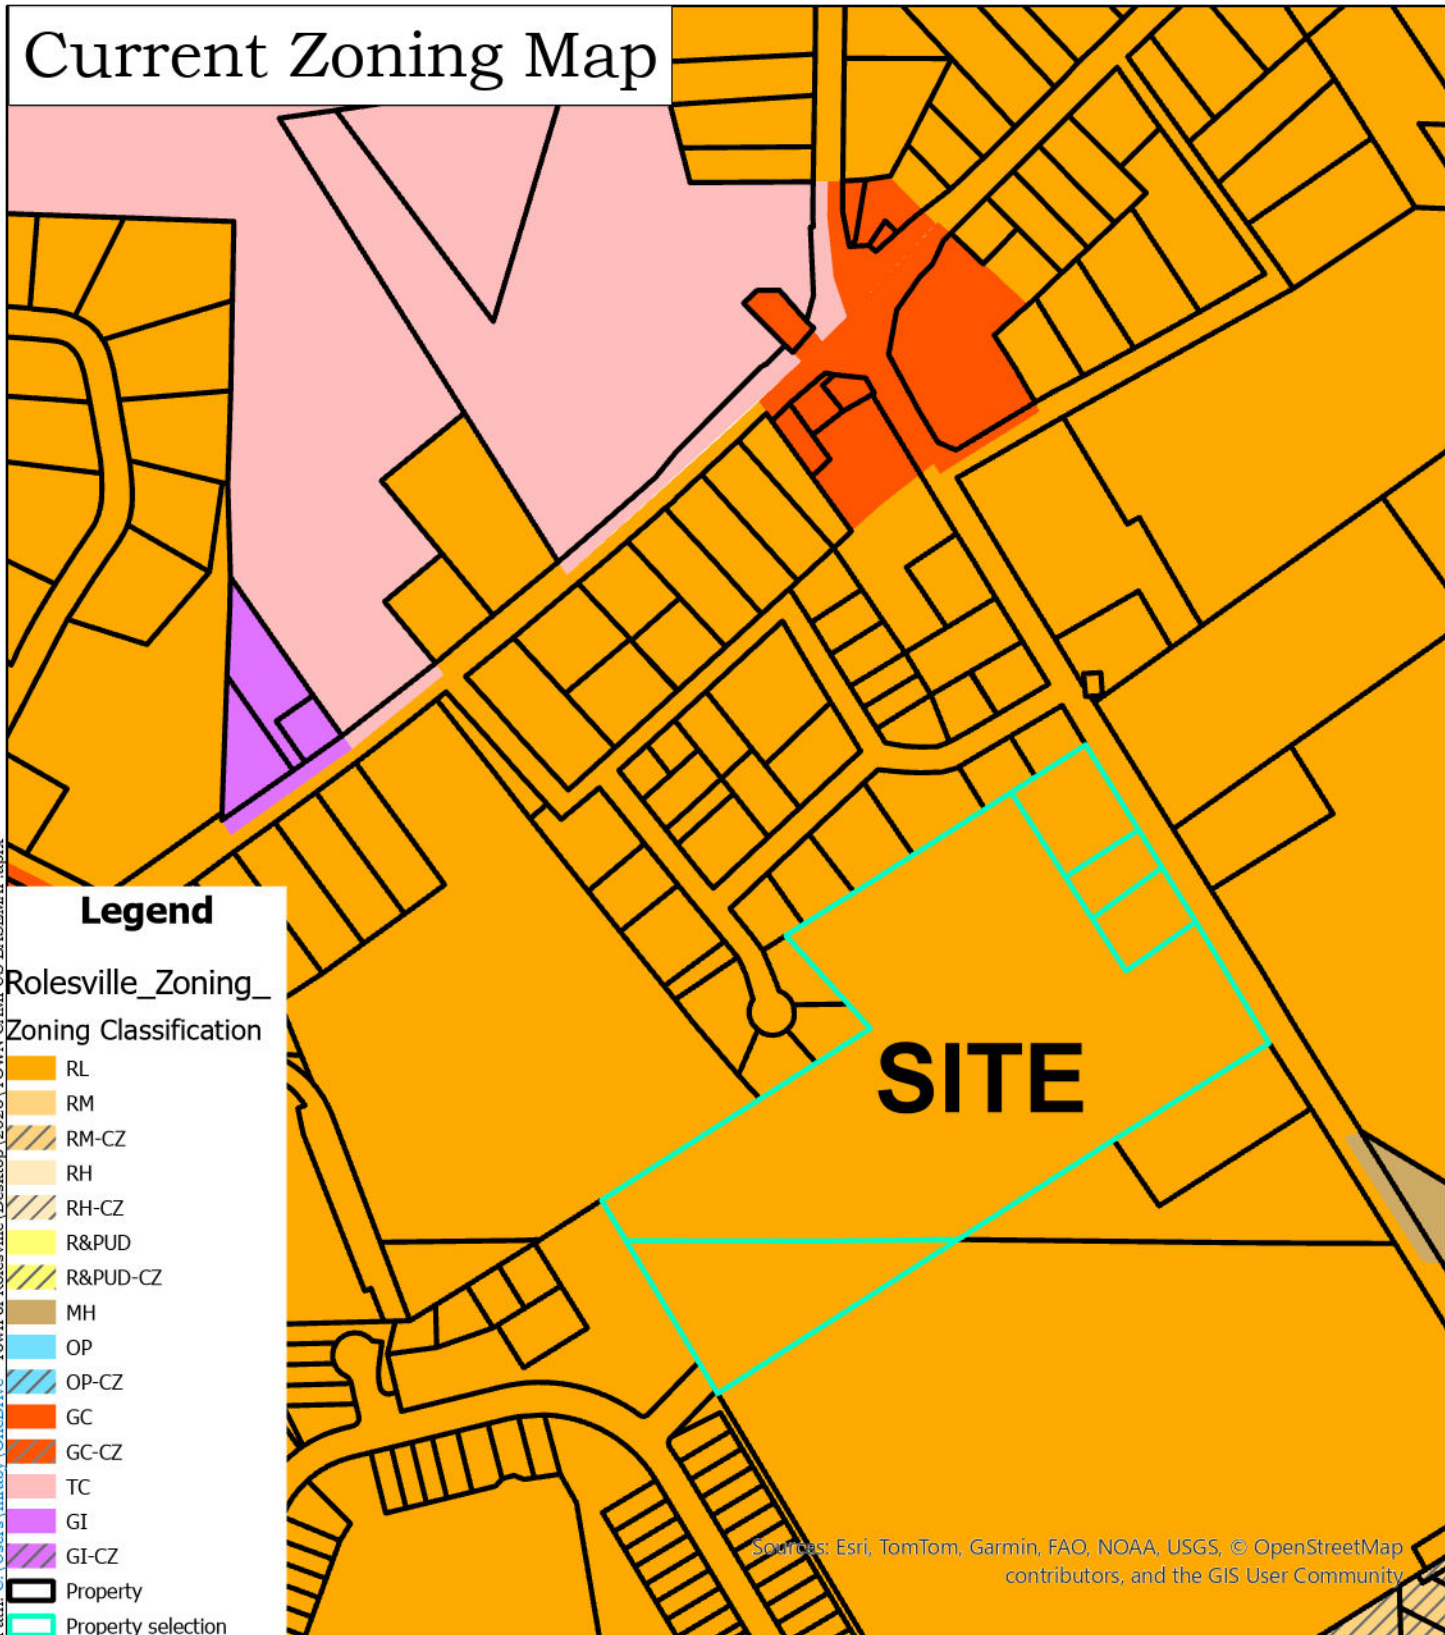 Current Zoning Map
SITE
Legend
Rolesville_Zoning_
Zoning Classification
RL
RM
RM-CZ
RH
RH-CZ
R&PUD
R&PUD-CZ
MH
OP
OP-CZ
GC
GC-CZ
TC
GI
GI-CZ
Property
Property selection
Sources: Esri, TomTom, Garmin, FAO, NOAA, USGS, © OpenStreetMap
contributors, and the GIS User Community